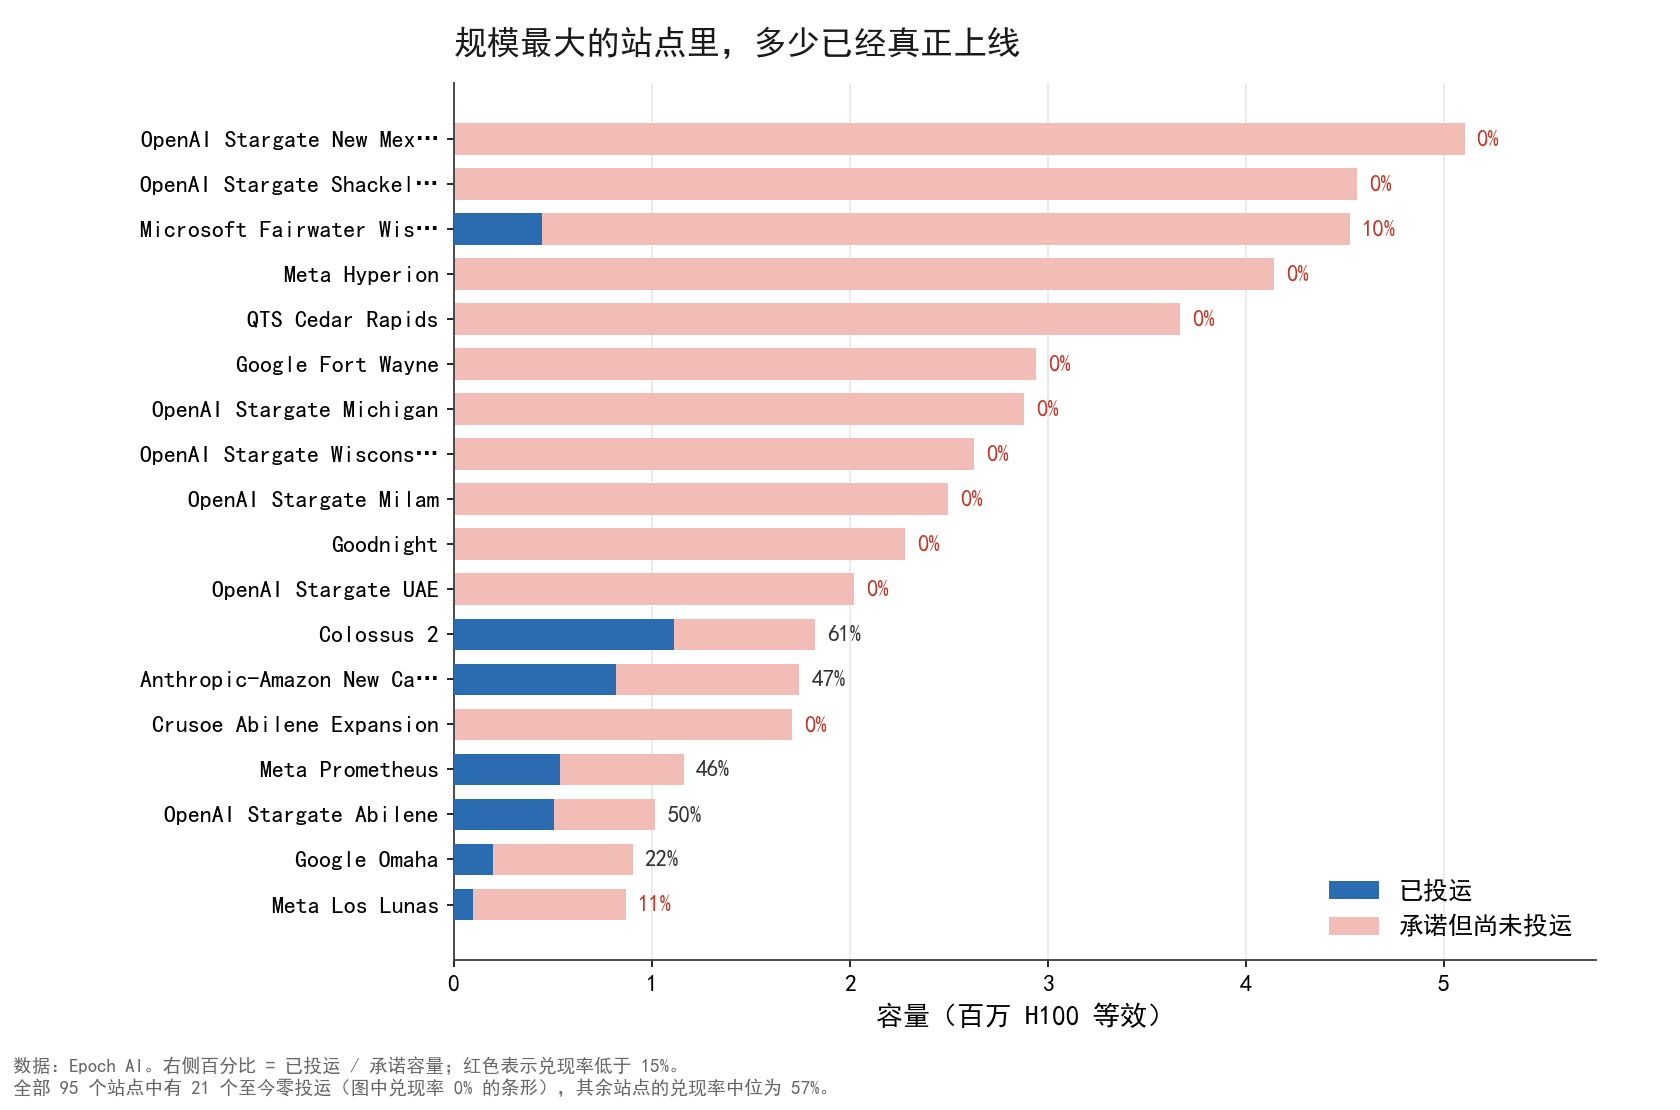 规模最大的站点里，多少已经真正上线
OpenAI Stargate New Mex… 0%
OpenAI Stargate Shackel… 0%
Microsoft Fairwater Wis… 10%
Meta Hyperion 0%
QTS Cedar Rapids 0%
Google Fort Wayne 0%
OpenAI Stargate Michigan 0%
OpenAI Stargate Wiscons… 0%
OpenAI Stargate Milam 0%
Goodnight 0%
OpenAI Stargate UAE 0%
Colossus 2 61%
Anthropic-Amazon New Ca… 47%
Crusoe Abilene Expansion 0%
Meta Prometheus 46%
OpenAI Stargate Abilene 50%
Google Omaha 22%
Meta Los Lunas 11%
已投运
承诺但尚未投运
0 1 2 3 4 5
容量（百万 H100 等效）
数据：Epoch AI。右侧百分比 = 已投运 / 承诺容量；红色表示兑现率低于 15%。
全部 95 个站点中有 21 个至今零投运（图中兑现率 0% 的条形），其余站点的兑现率中位为 57%。